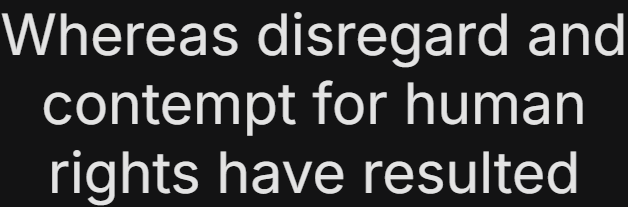 Whereas disregard and
contempt for human
rights have resulted